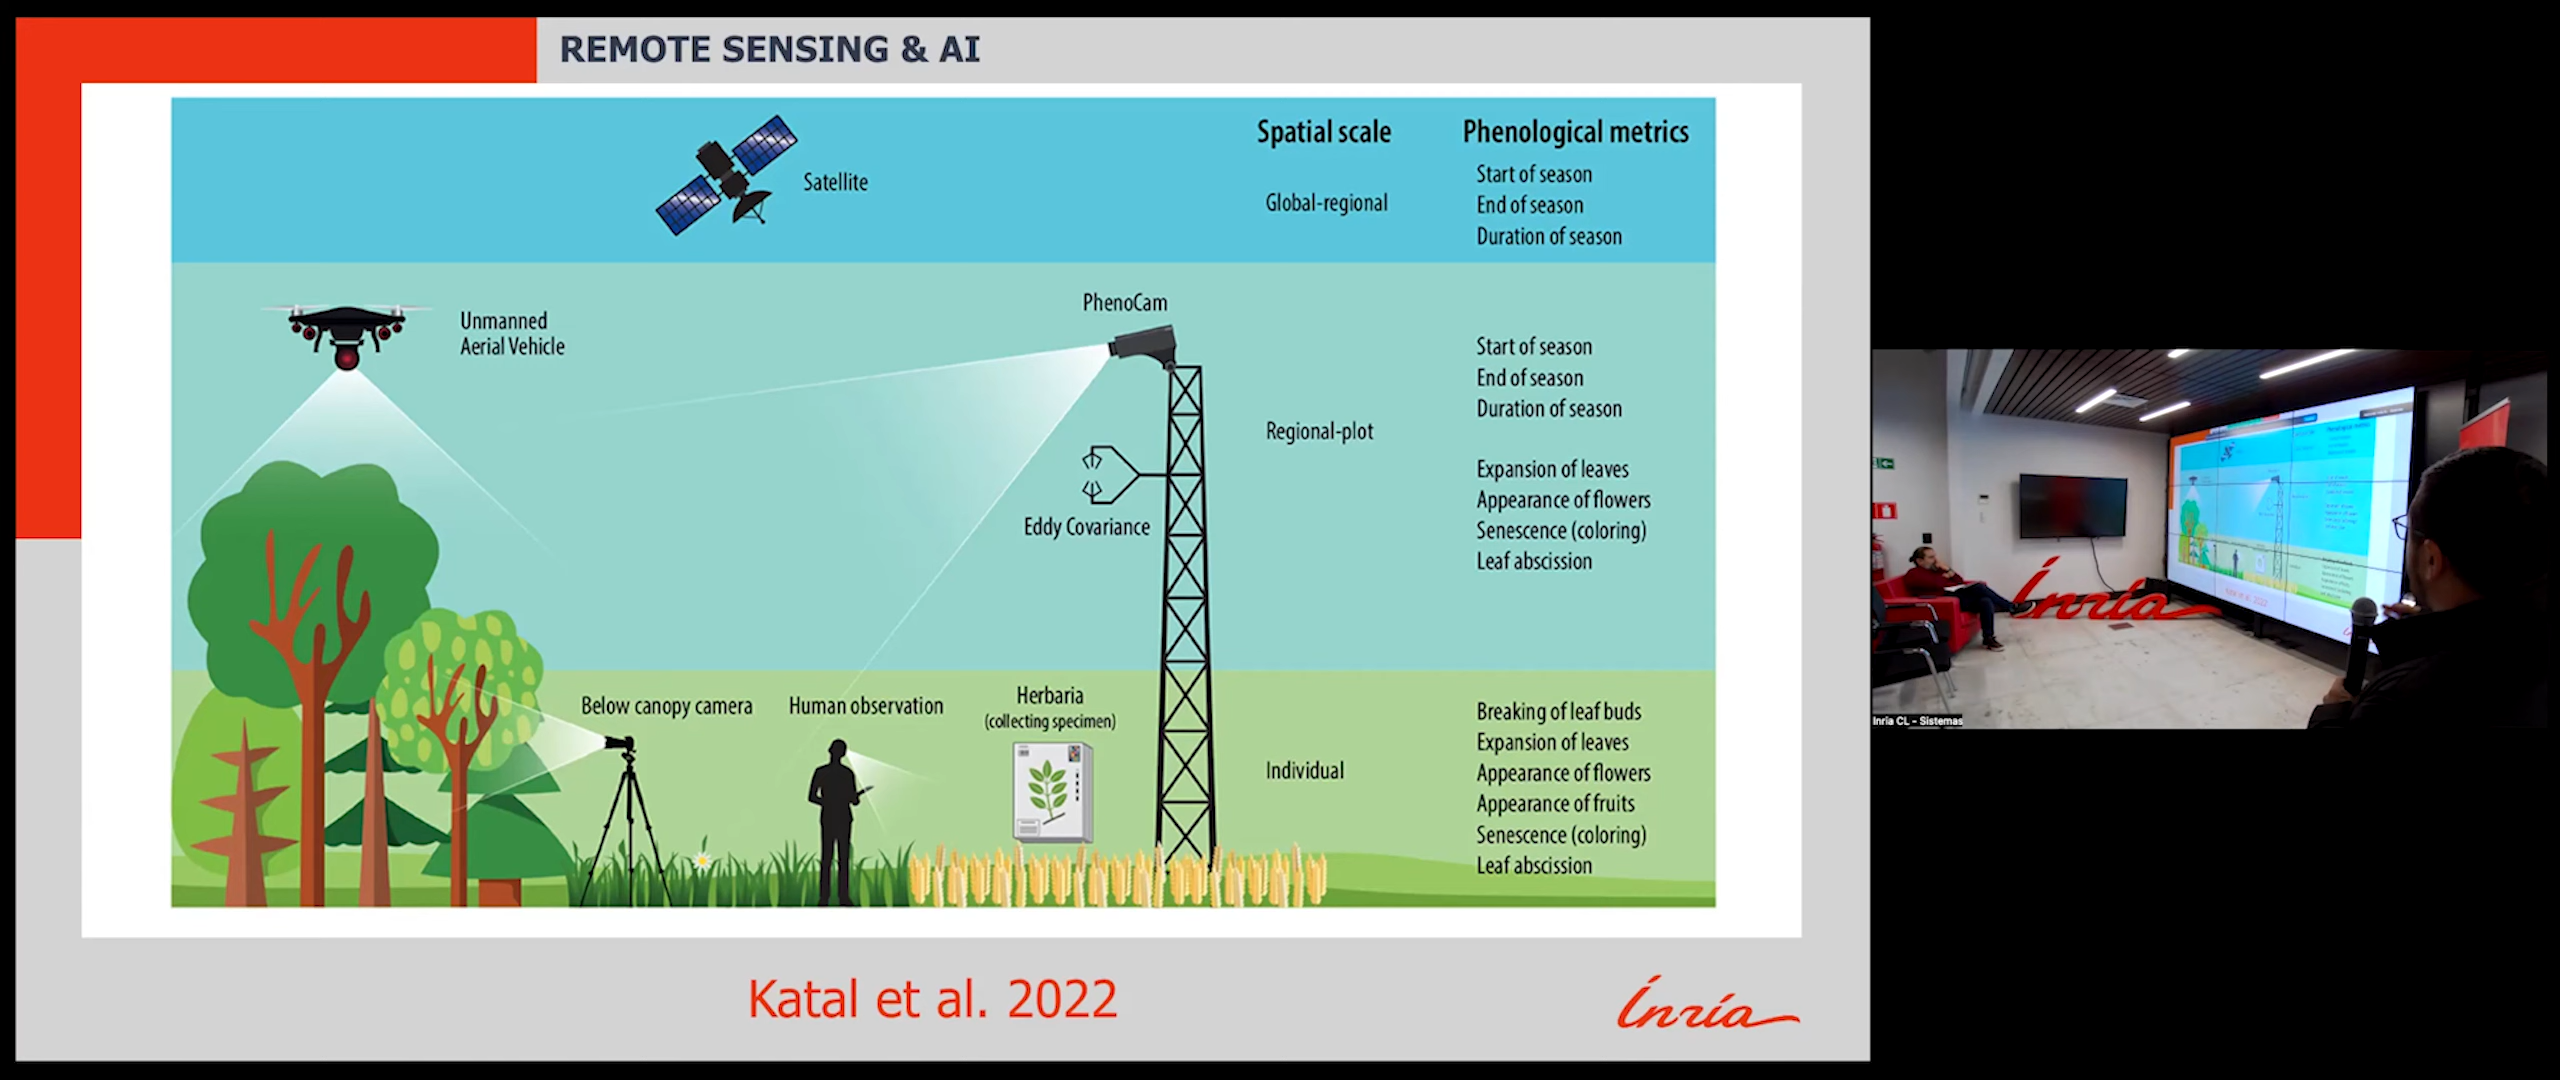 REMOTE SENSING & AI
Spatial scale
Phenological metrics
Satellite
Global-regional
Start of season
End of season
Duration of season
Unmanned
Aerial Vehicle
PhenoCam
Eddy Covariance
Regional-plot
Start of season
End of season
Duration of season
Expansion of leaves
Appearance of flowers
Senescence (coloring)
Leaf abscission
Below canopy camera
Human observation
Herbaria
(collecting specimen)
Individual
Breaking of leaf buds
Expansion of leaves
Appearance of flowers
Appearance of fruits
Senescence (coloring)
Leaf abscission
Katal et al. 2022
Inria
Inria
Inria CL - Sistemas